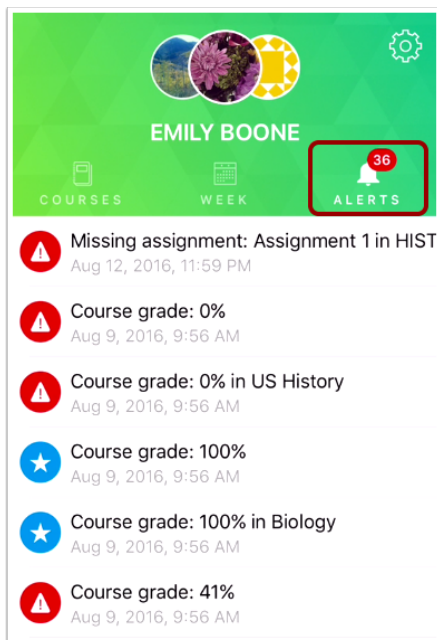 EMILY BOONE
36
COURSES
WEEK
ALERTS
Missing assignment: Assignment 1 in HIST
Aug 12, 2016, 11:59 PM
Course grade: 0%
Aug 9, 2016, 9:56 AM
Course grade: 0% in US History
Aug 9, 2016, 9:56 AM
Course grade: 100%
Aug 9, 2016, 9:56 AM
Course grade: 100% in Biology
Aug 9, 2016, 9:56 AM
Course grade: 41%
Aug 9, 2016, 9:56 AM